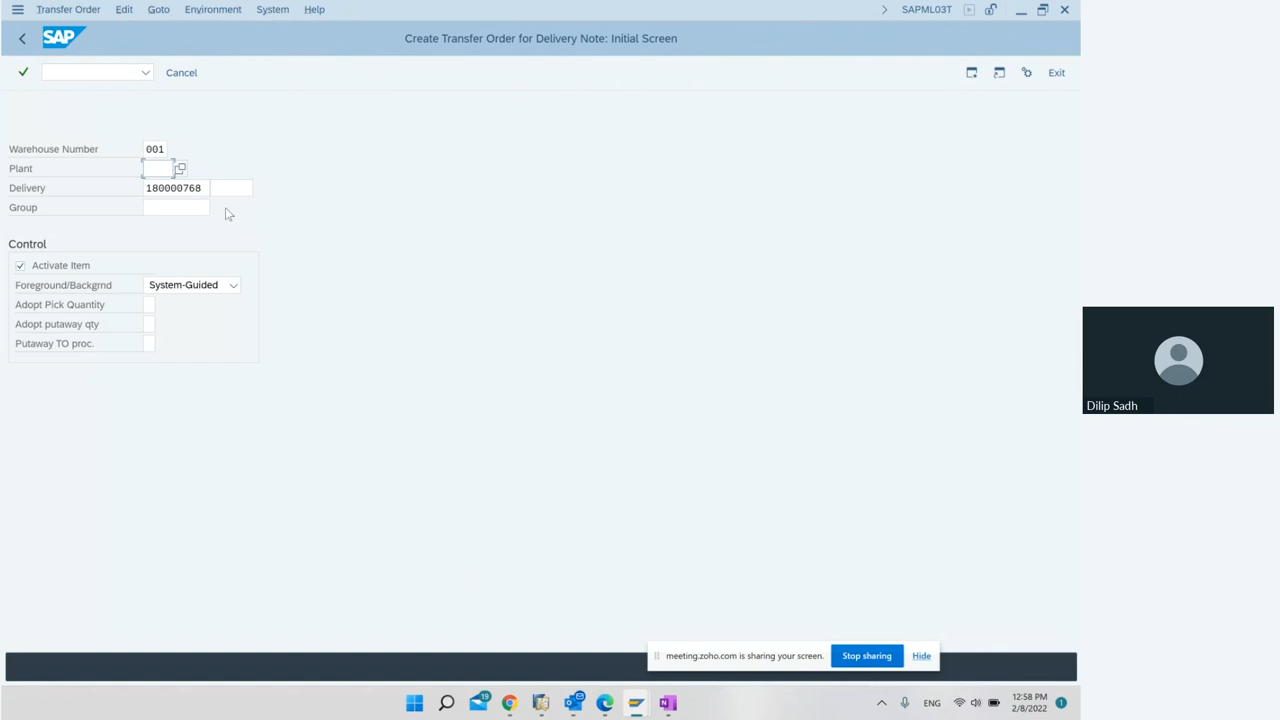 Transfer Order Edit Goto Environment System Help SAPML03T
SAP Create Transfer Order for Delivery Note: Initial Screen
Cancel Exit
Warehouse Number 001
Plant
Delivery 180000768
Group
Control
Activate Item
Foreground/Backgrnd System-Guided
Adopt Pick Quantity
Adopt putaway qty
Putaway TO proc.
Dilip Sadh
meeting.zoho.com is sharing your screen. Stop sharing Hide
19
ENG
12:58 PM
2/8/2022
1